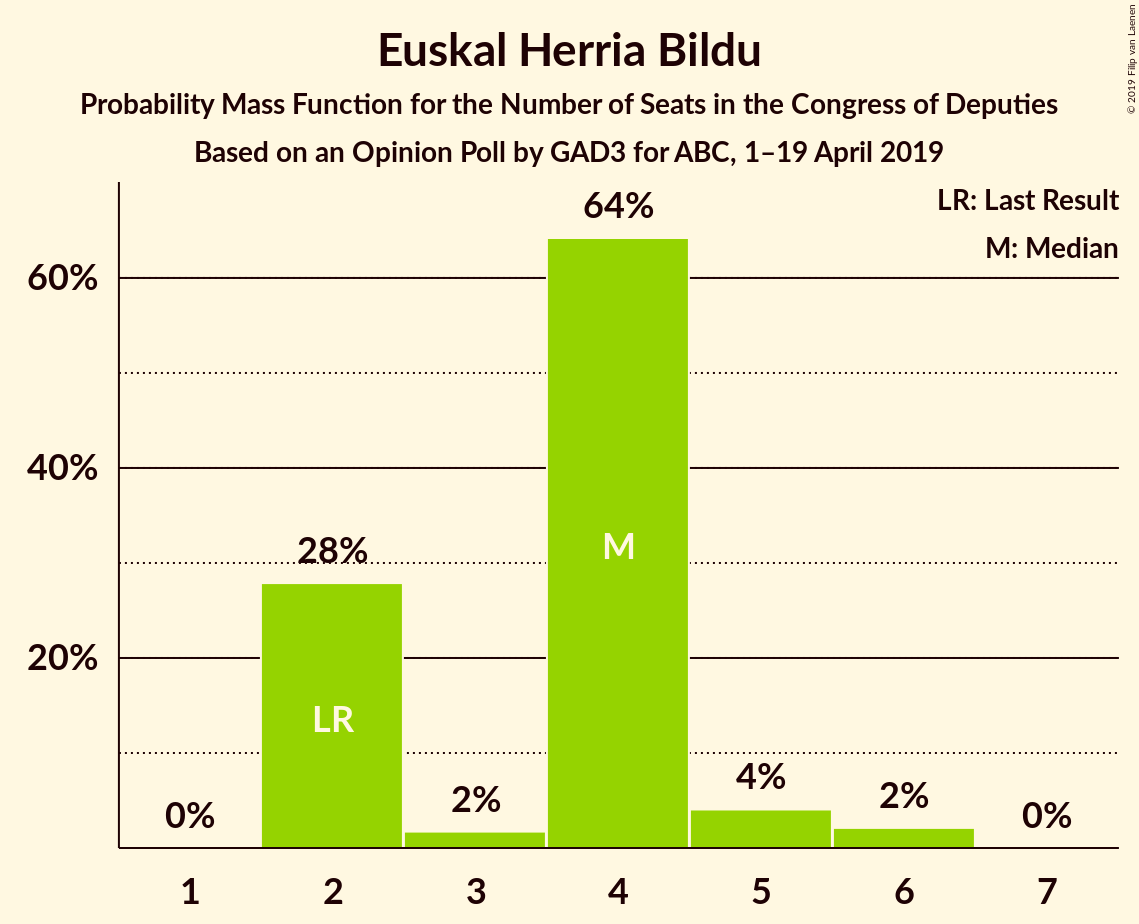 Euskal Herria Bildu
Probability Mass Function for the Number of Seats in the Congress of Deputies
Based on an Opinion Poll by GAD3 for ABC, 1–19 April 2019
© 2019 Filip van Laenen
LR: Last Result
M: Median
64%
60%
40%
28%
M
20%
LR
0%
2%
4%
2%
0%
1 2 3 4 5 6 7